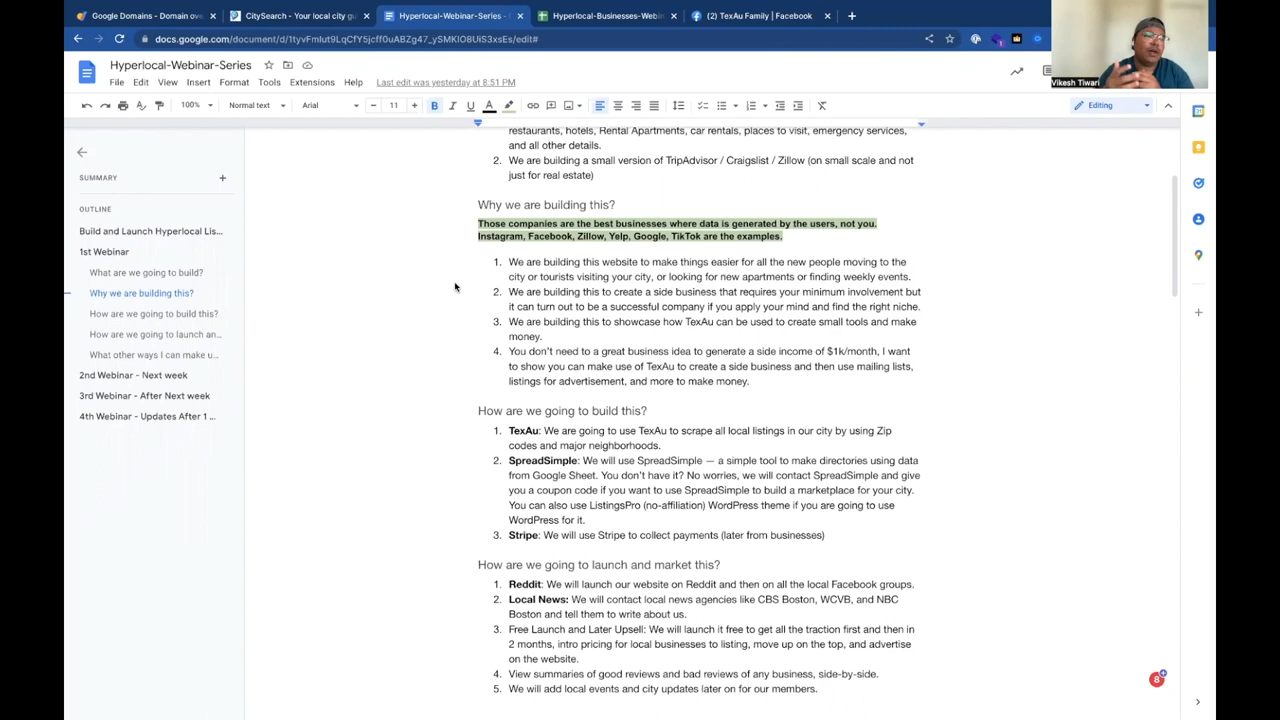 Google Domains - Domain ov
CitySearch - Your local city gu
Hyperlocal-Webinar-Series -
Hyperlocal-Businesses-Webin
(2) TexAu Family | Facebook
docs.google.com/document/d/1tyvFmIut9LqCfY5jcff0uABZg47_ySMKIO8UiS3xsEs/edit#
Vikesh Tiwari
Hyperlocal-Webinar-Series
File Edit View Insert Format Tools Extensions Help Last edit was yesterday at 8:51 PM
100% Normal text Arial 11 B I U A Editing
SUMMARY
OUTLINE
Build and Launch Hyperlocal Lis...
1st Webinar
What are we going to build?
Why we are building this?
How are we going to build this?
How are we going to launch an...
What other ways I can make u...
2nd Webinar - Next week
3rd Webinar - After Next week
4th Webinar - Updates After 1 ...
restaurants, hotels, Rental Apartments, car rentals, places to visit, emergency services,
and all other details.
2. We are building a small version of TripAdvisor / Craigslist / Zillow (on small scale and not
just for real estate)
Why we are building this?
Those companies are the best businesses where data is generated by the users, not you.
Instagram, Facebook, Zillow, Yelp, Google, TikTok are the examples.
1. We are building this website to make things easier for all the new people moving to the
city or tourists visiting your city, or looking for new apartments or finding weekly events.
2. We are building this to create a side business that requires your minimum involvement but
it can turn out to be a successful company if you apply your mind and find the right niche.
3. We are building this to showcase how TexAu can be used to create small tools and make
money.
4. You don't need to a great business idea to generate a side income of $1k/month, I want
to show you can make use of TexAu to create a side business and then use mailing lists,
listings for advertisement, and more to make money.
How are we going to build this?
1. TexAu: We are going to use TexAu to scrape all local listings in our city by using Zip
codes and major neighborhoods.
2. SpreadSimple: We will use SpreadSimple — a simple tool to make directories using data
from Google Sheet. You don't have it? No worries, we will contact SpreadSimple and give
you a coupon code if you want to use SpreadSimple to build a marketplace for your city.
You can also use ListingsPro (no-affiliation) WordPress theme if you are going to use
WordPress for it.
3. Stripe: We will use Stripe to collect payments (later from businesses)
How are we going to launch and market this?
1. Reddit: We will launch our website on Reddit and then on all the local Facebook groups.
2. Local News: We will contact local news agencies like CBS Boston, WCVB, and NBC
Boston and tell them to write about us.
3. Free Launch and Later Upsell: We will launch it free to get all the traction first and then in
2 months, intro pricing for local businesses to listing, move up on the top, and advertise
on the website.
4. View summaries of good reviews and bad reviews of any business, side-by-side.
5. We will add local events and city updates later on for our members.
8